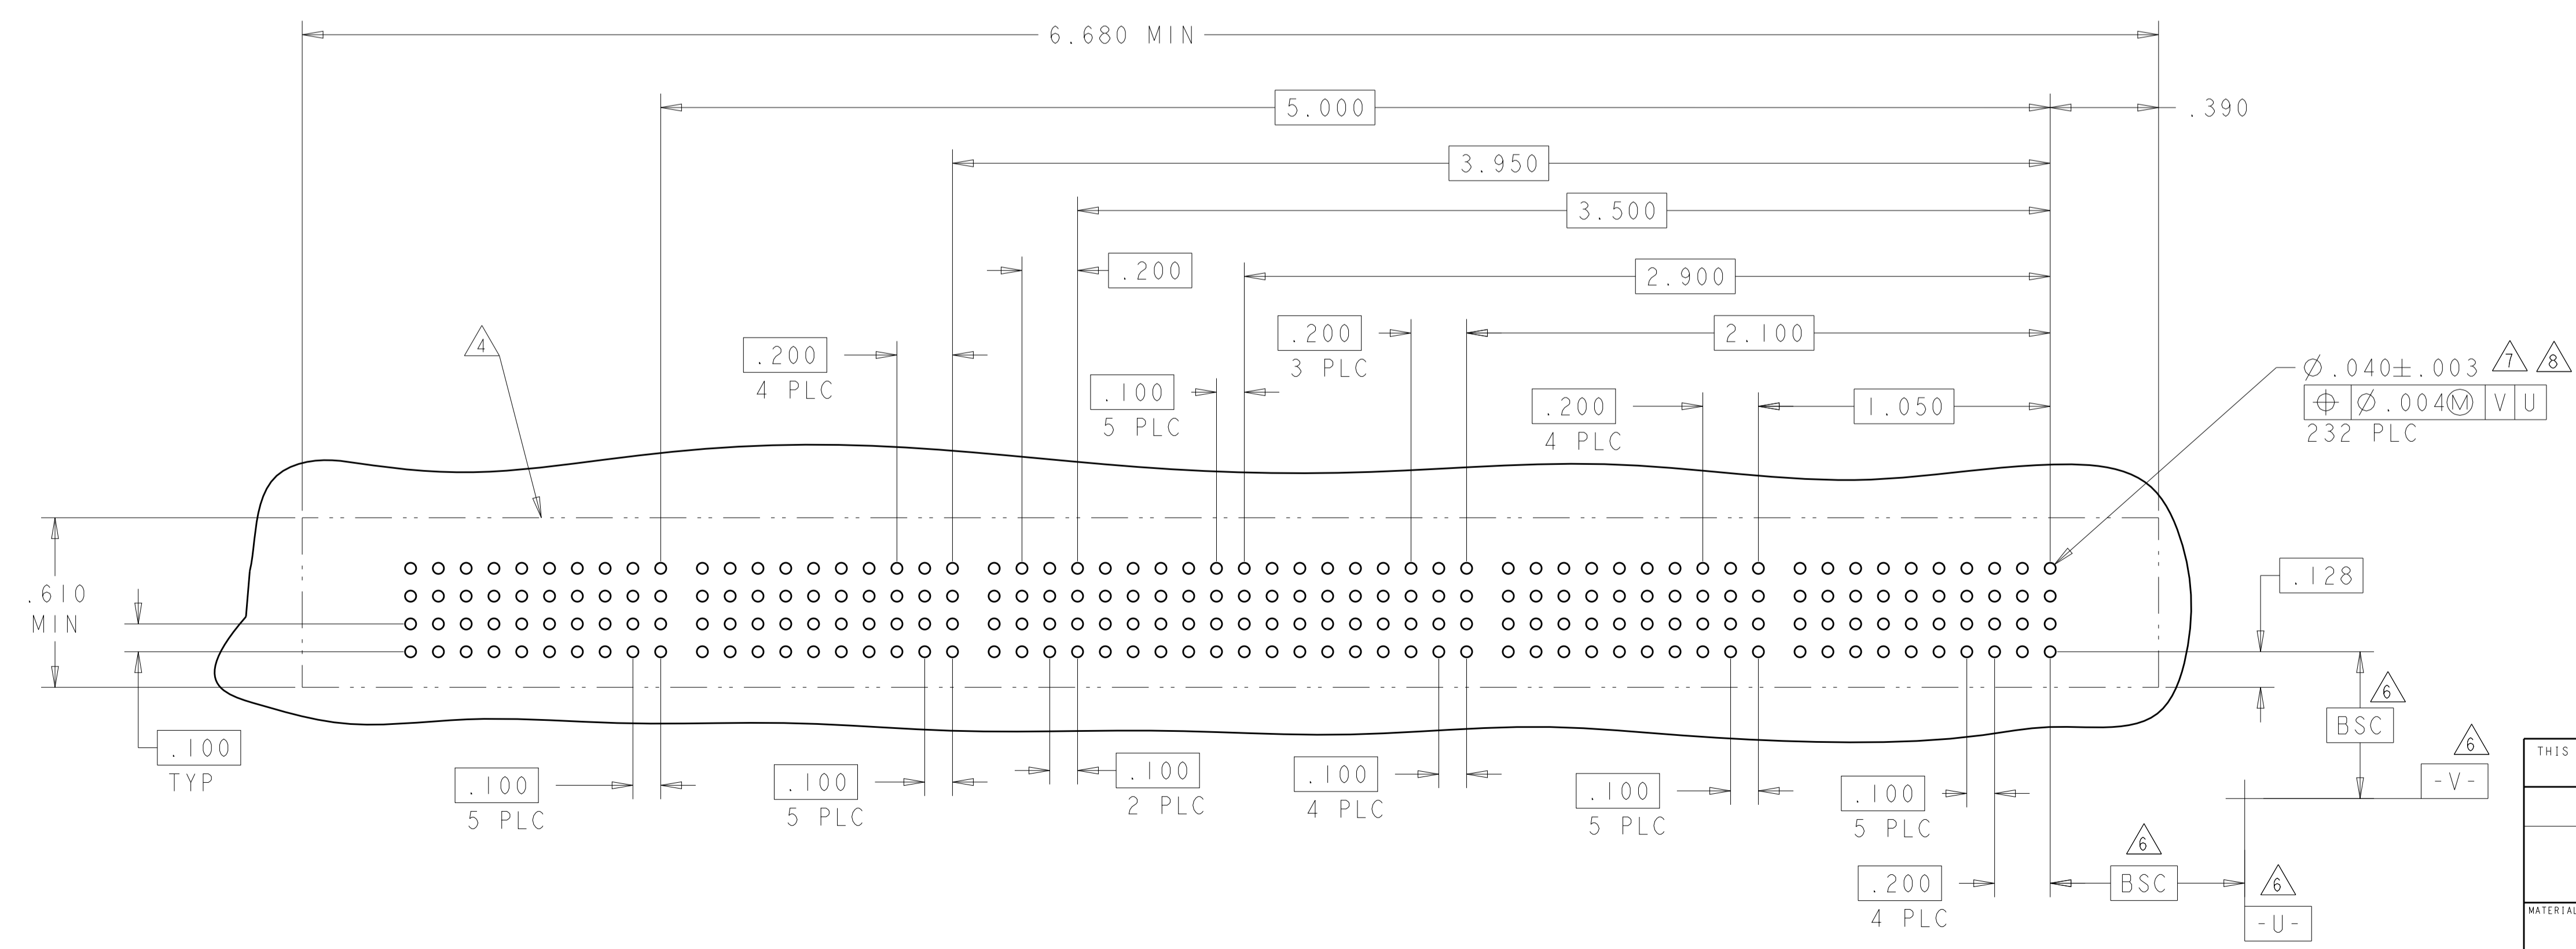 6.680 MIN
5.000
.390
3.950
3.500
.200
2.900
.200
3 PLC
2.100
4
.200
4 PLC
.100
5 PLC
.200
4 PLC
1.050
Ø.040±.003 7 8
⌖ Ø.004Ⓜ V U
232 PLC
.610
MIN
.128
.100
TYP
6
BSC
6
-V-
.100
5 PLC
.100
5 PLC
.100
2 PLC
.100
4 PLC
.100
5 PLC
.100
5 PLC
.200
4 PLC
6
BSC
6
-U-
THIS
MATERIAL